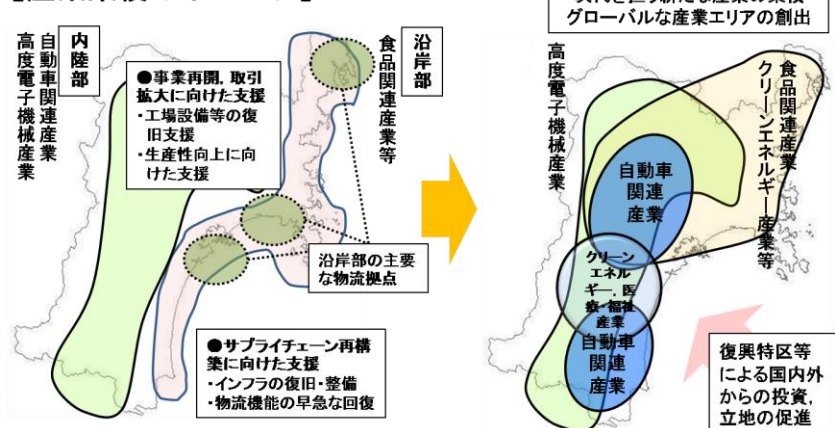 グローバルな産業エリアの創出
内陸部
自動車関連産業
高度電子機械産業
●事業再開,取引
拡大に向けた支援
・工場設備等の復
旧支援
・生産性向上に向
けた支援
沿岸部
食品関連産業等
沿岸部の主要
な物流拠点
●サプライチェーン再構
築に向けた支援
・インフラの復旧・整備
・物流機能の早急な回復
高度電子機械産業
食品関連産業
クリーンエネルギー産業等
自動車
関連
産業
クリーン
エネル
ギー,医
療・福祉
産業
自動車
関連
産業
復興特区等
による国内外
からの投資,
立地の促進